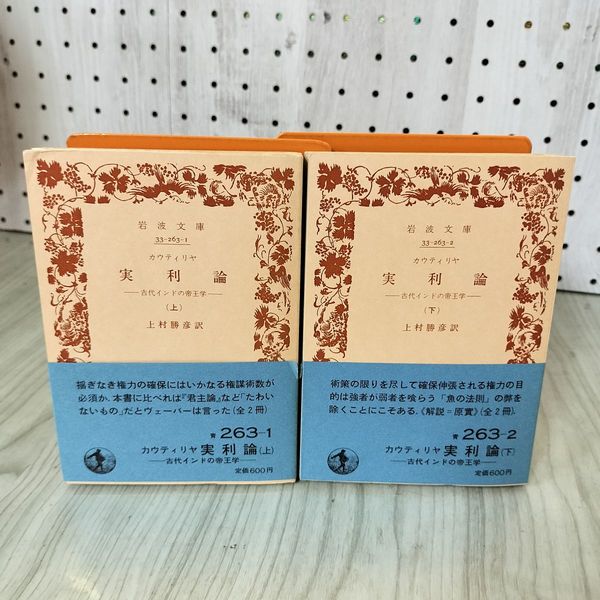 岩波文庫
33-263-1
カウティリヤ
実利論
──古代インドの帝王学──
(上)
上村勝彦訳
揺ぎなき権力の確保にはいかなる権謀術数が
必須か.本書に比べれば『君主論』など「たわい
ないもの」だとヴェーバーは言った(全2冊)
青 263-1
カウティリヤ 実利論(上)
──古代インドの帝王学──
定価600円
岩波文庫
33-263-2
カウティリヤ
実利論
──古代インドの帝王学──
(下)
上村勝彦訳
術策の限りを尽して確保伸張される権力の目
的は強者が弱者を喰らう「魚の法則」の弊を
除くことにこそある.《解説=原實》(全2冊).
青 263-2
カウティリヤ 実利論(下)
──古代インドの帝王学──
定価600円